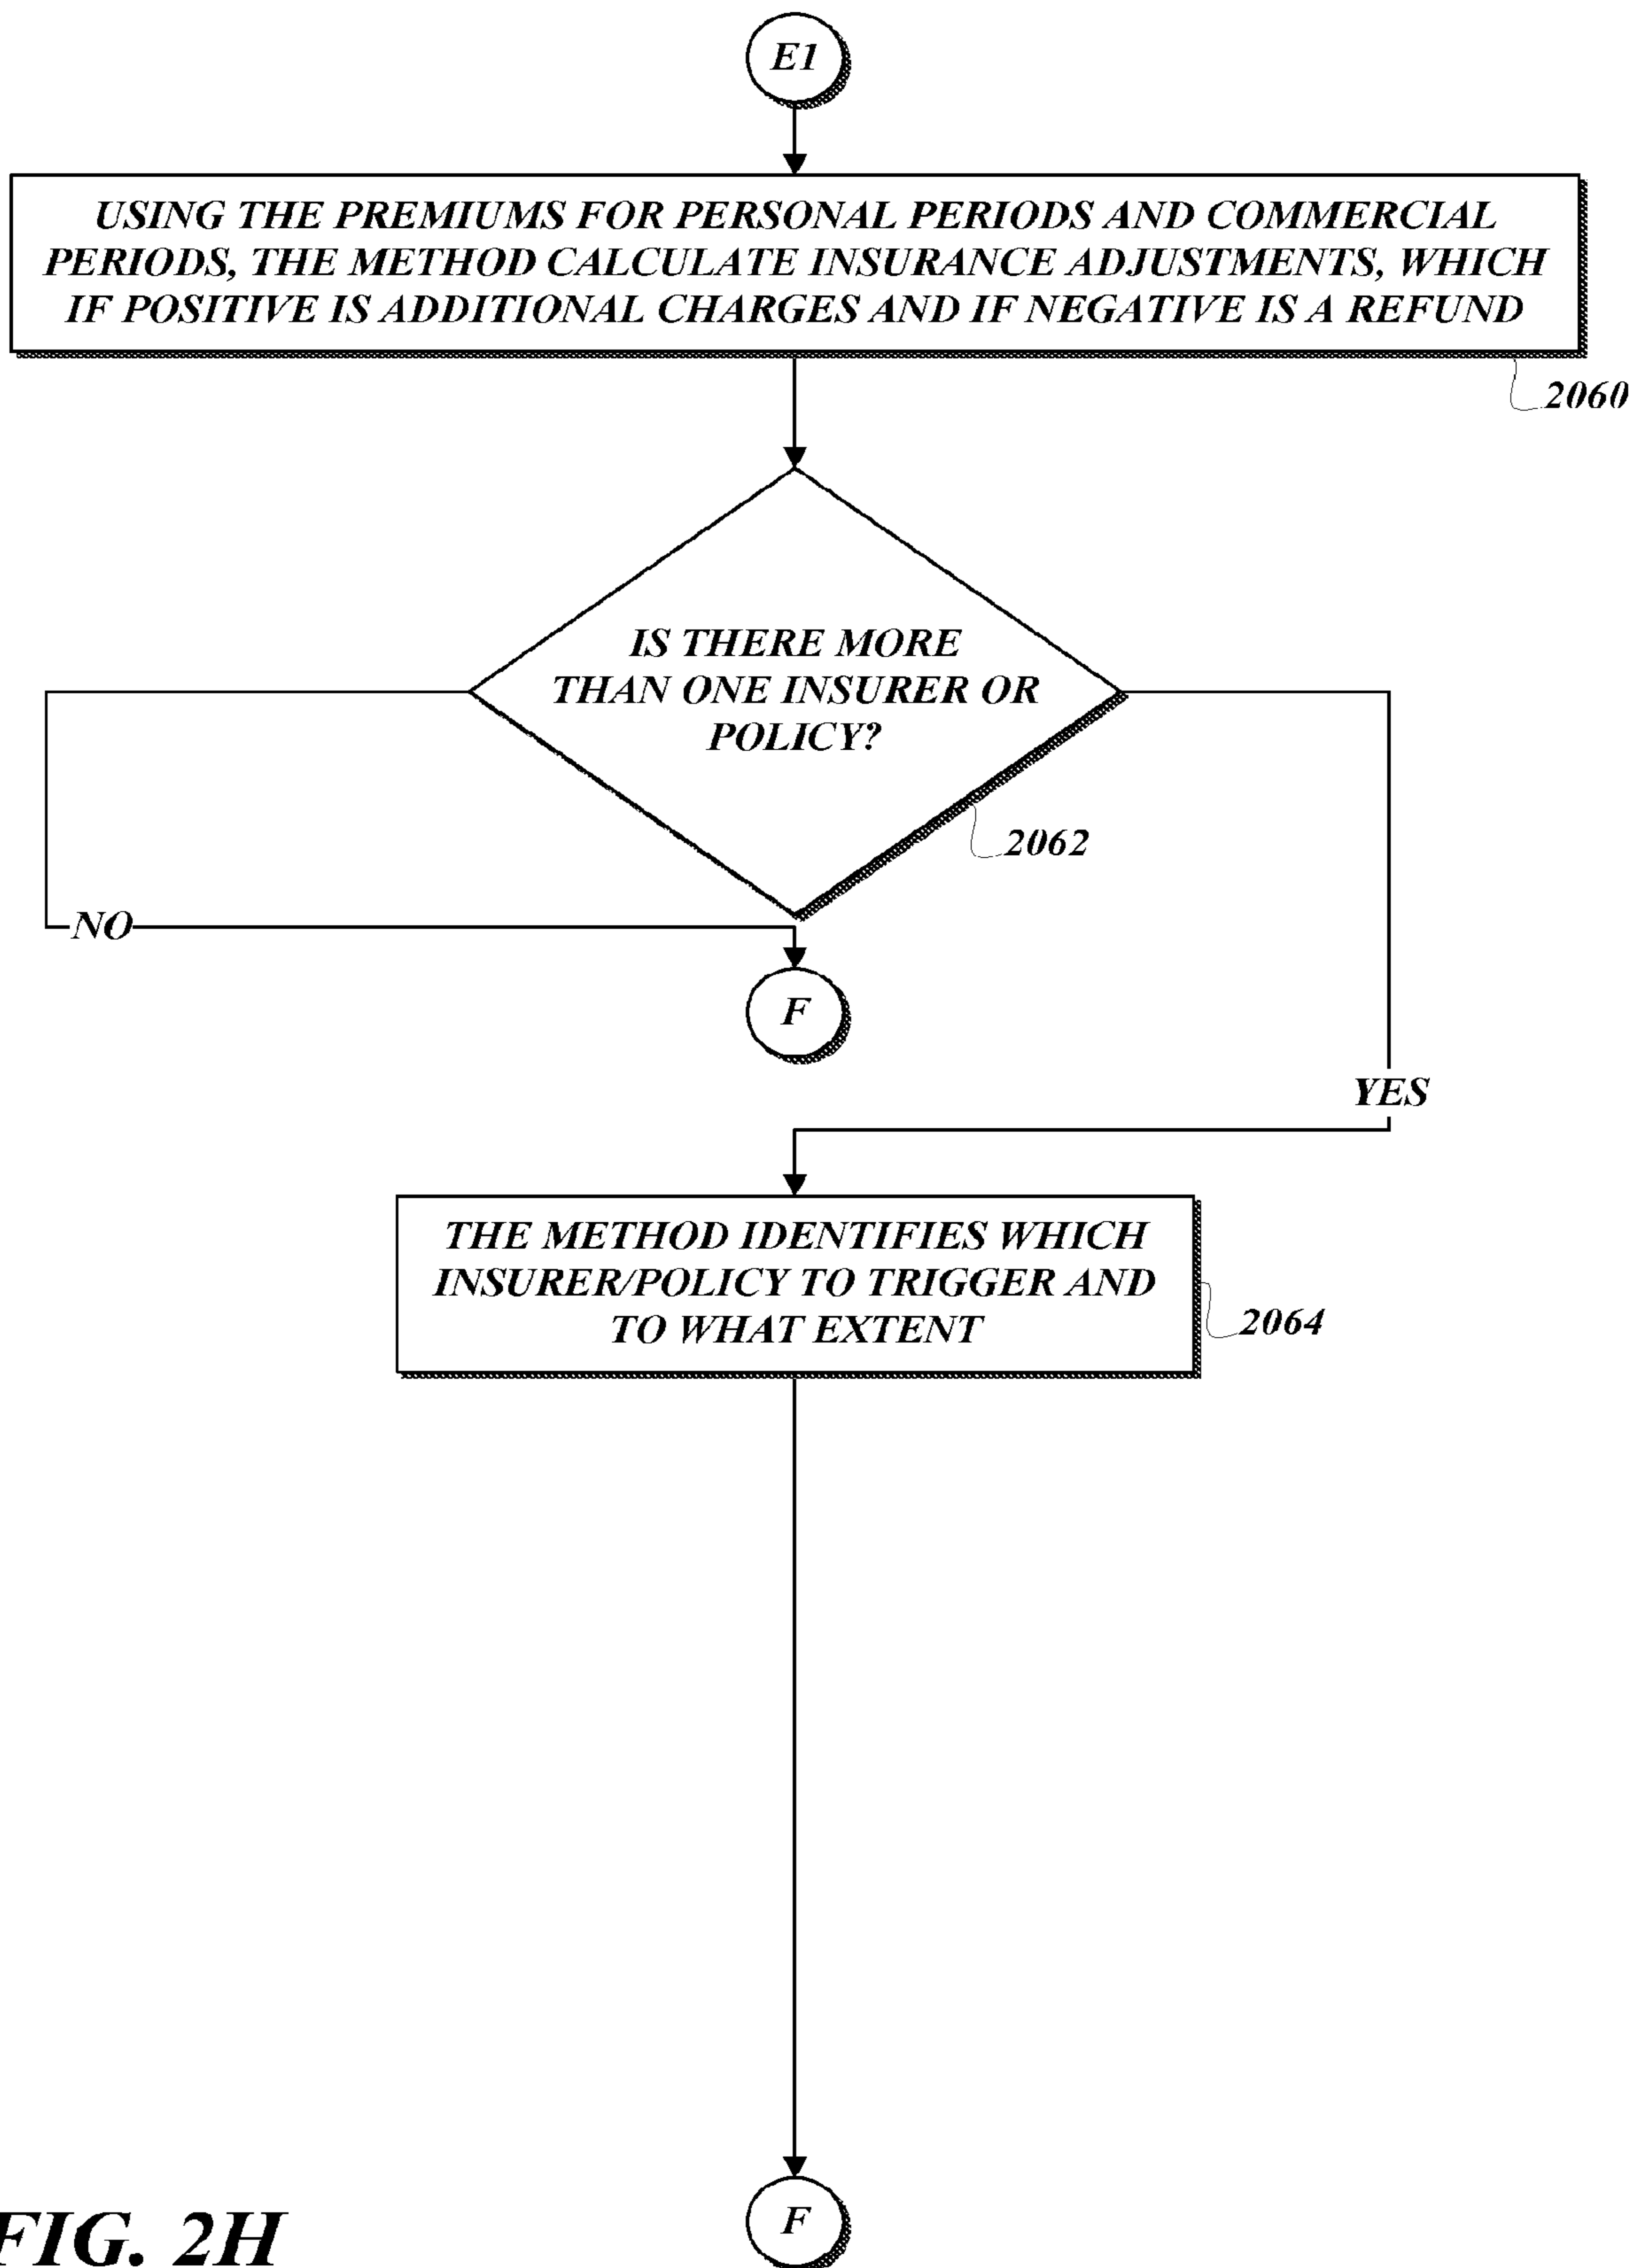 E1
USING THE PREMIUMS FOR PERSONAL PERIODS AND COMMERCIAL
PERIODS, THE METHOD CALCULATE INSURANCE ADJUSTMENTS, WHICH
IF POSITIVE IS ADDITIONAL CHARGES AND IF NEGATIVE IS A REFUND
2060
IS THERE MORE
THAN ONE INSURER OR
POLICY?
2062
NO
F
YES
THE METHOD IDENTIFIES WHICH
INSURER/POLICY TO TRIGGER AND
TO WHAT EXTENT
2064
F
FIG. 2H